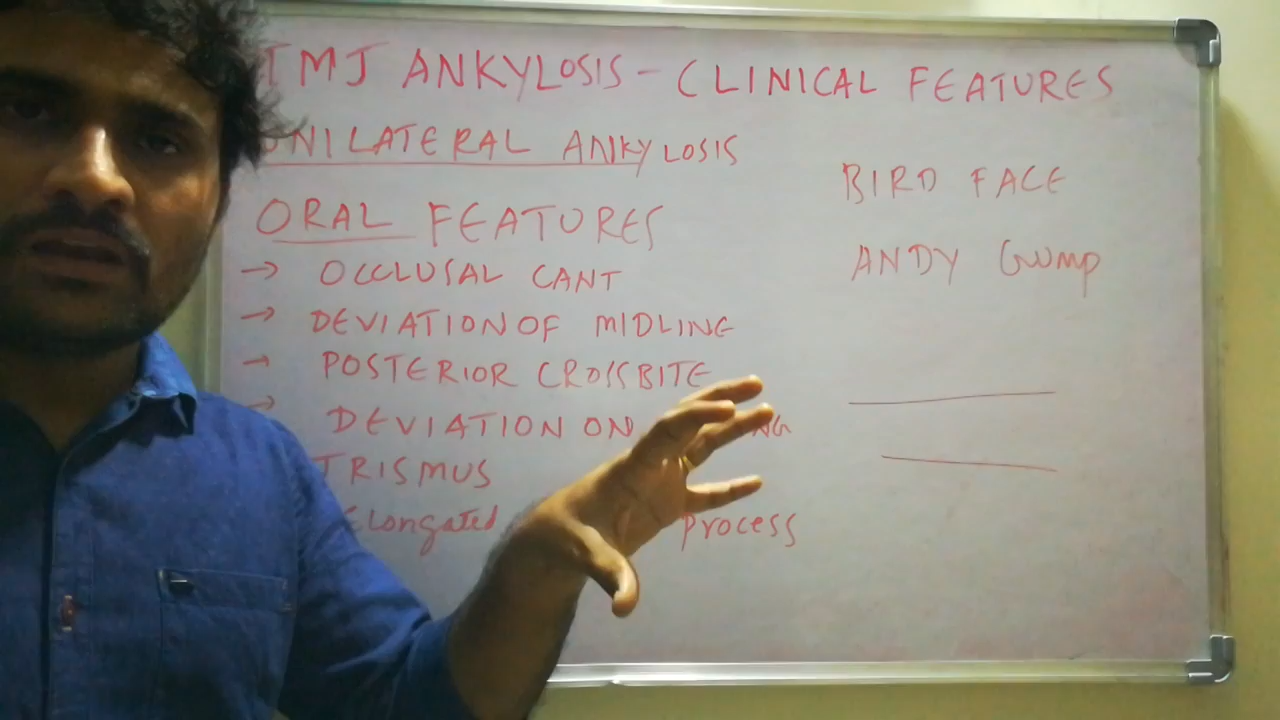 TMJ ANKYLOSIS - CLINICAL FEATURES
UNILATERAL ANKYLOSIS
ORAL FEATURES
→ OCCLUSAL CANT
→ DEVIATION OF MIDLINE
→ POSTERIOR CROSSBITE
→ DEVIATION ON
TRISMUS
Elongated process
BIRD FACE
ANDY Gump